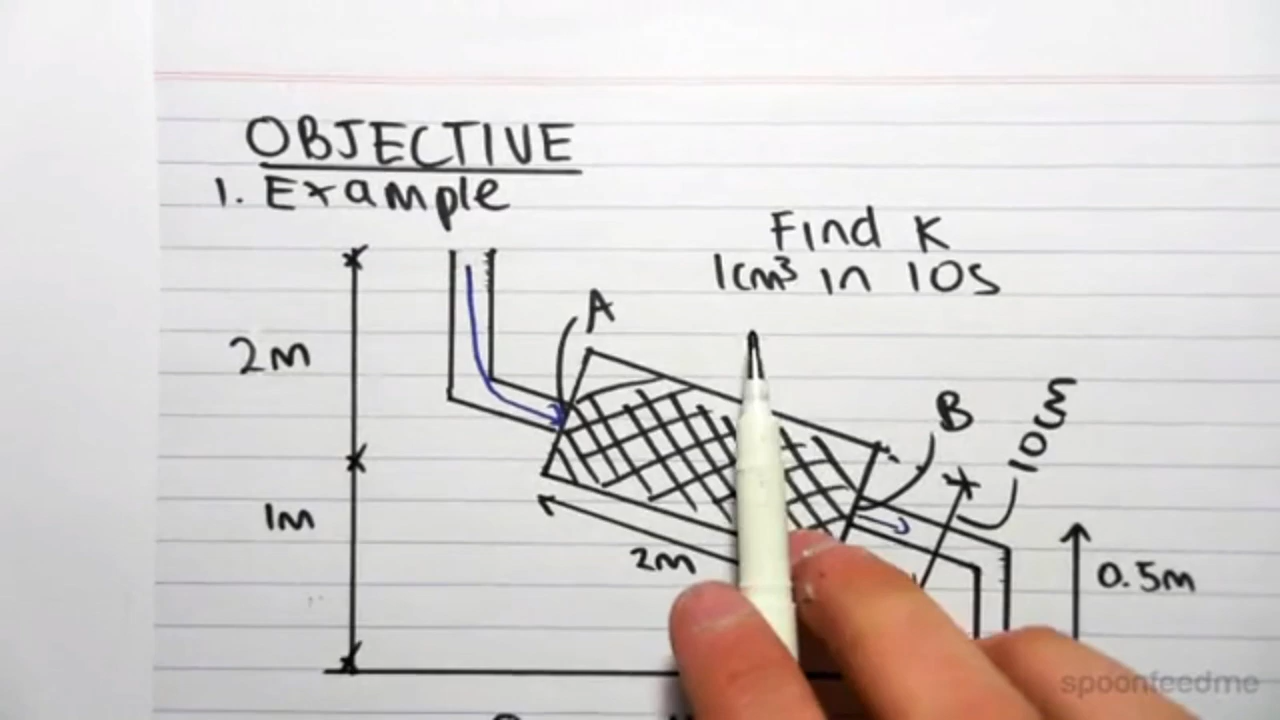 OBJECTIVE
1. Example
Find K
1cm³ in 10s
A
2m
B
10cm
1m
2m
0.5m
spoonfeedme